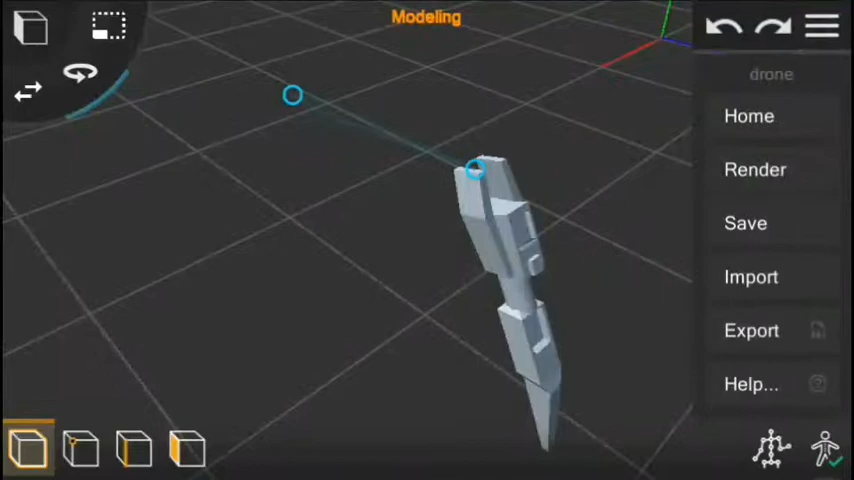 Modeling
drone
Home
Render
Save
Import
Export
Help...